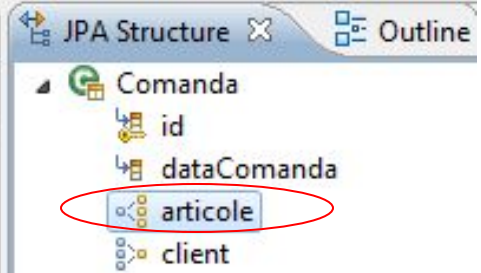 JPA Structure Outline
Comanda
id
dataComanda
articole
client